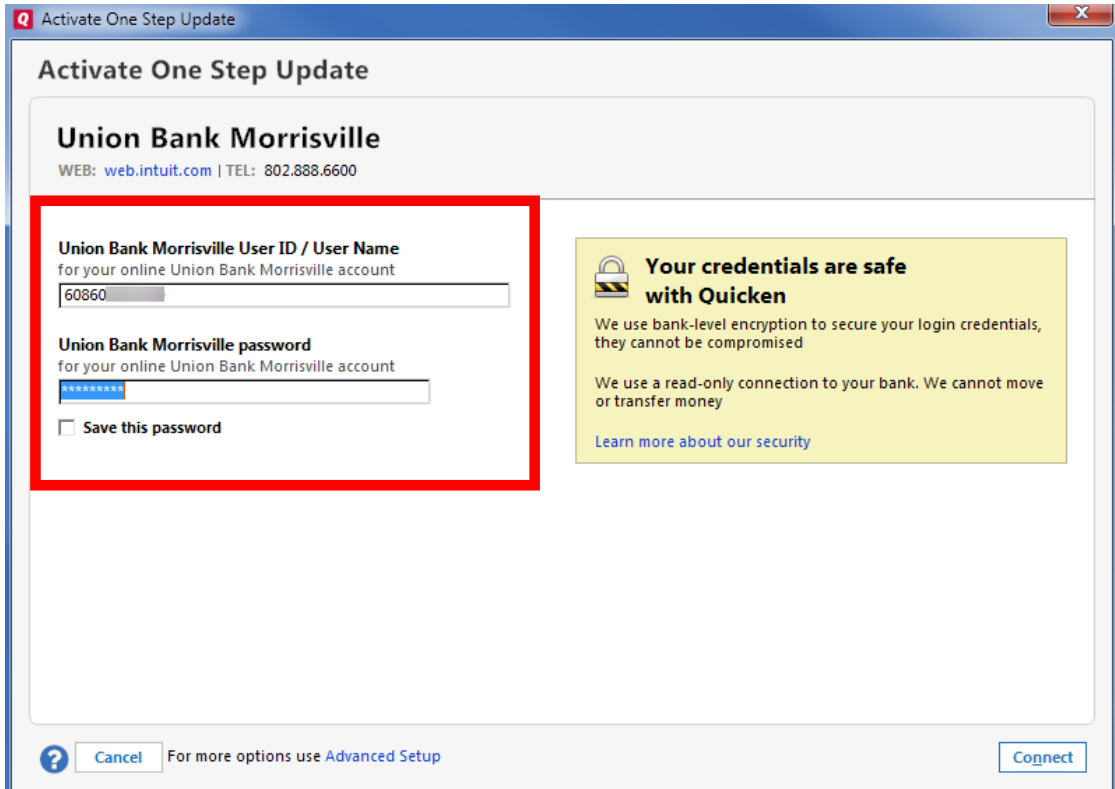 Activate One Step Update
Activate One Step Update
Union Bank Morrisville
WEB: web.intuit.com | TEL: 802.888.6600
Union Bank Morrisville User ID / User Name
for your online Union Bank Morrisville account
60860
Union Bank Morrisville password
for your online Union Bank Morrisville account
*********
Save this password
Your credentials are safe
with Quicken
We use bank-level encryption to secure your login credentials,
they cannot be compromised
We use a read-only connection to your bank. We cannot move
or transfer money
Learn more about our security
? Cancel For more options use Advanced Setup Connect